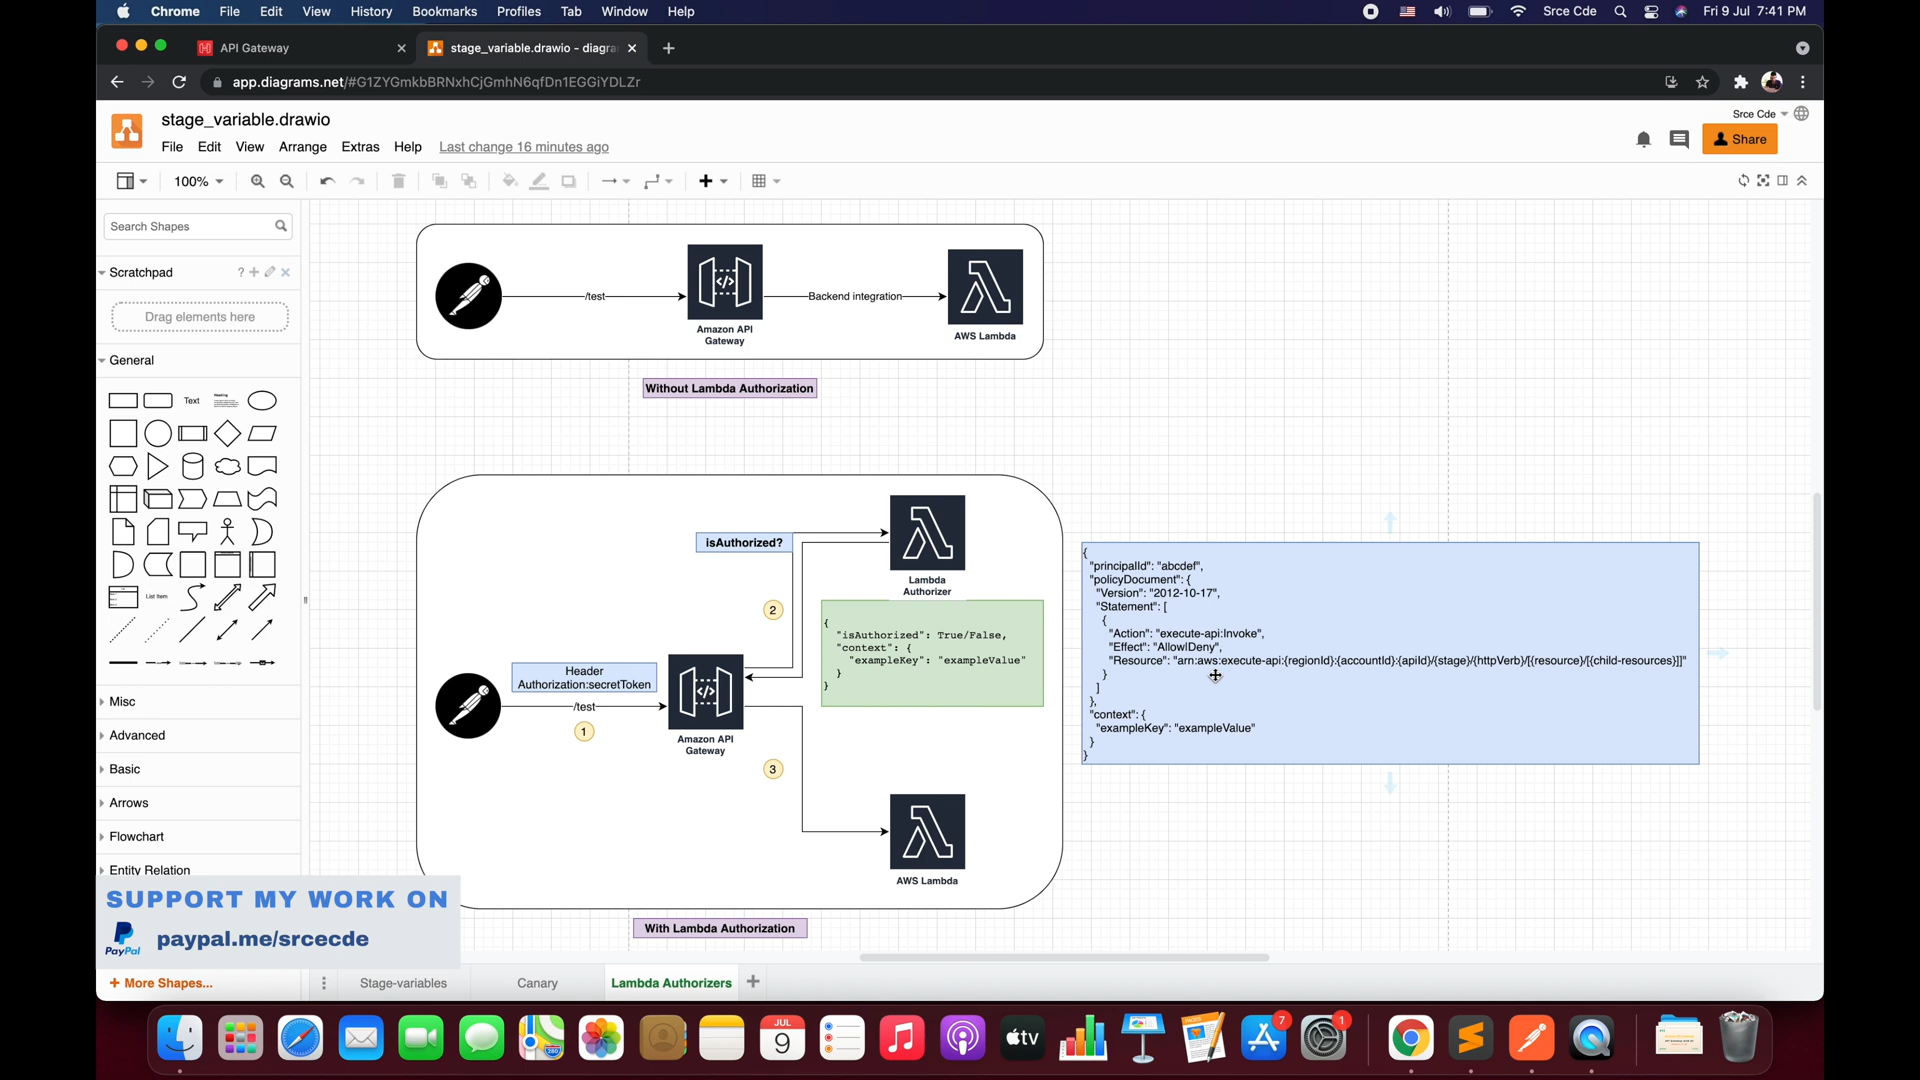 Chrome File Edit View History Bookmarks Profiles Tab Window Help
Srce Cde Fri 9 Jul 7:41 PM
API Gateway
stage_variable.drawio - diagra
app.diagrams.net/#G1ZYGmkbBRNxhCjGmhN6qfDn1EGGiYDLZr
stage_variable.drawio
Srce Cde
File Edit View Arrange Extras Help Last change 16 minutes ago
Share
100%
Search Shapes
Scratchpad
?
Drag elements here
General
Text
Heading
List Item
Misc
Advanced
Basic
Arrows
Flowchart
Entity Relation
SUPPORT MY WORK ON
PayPal
paypal.me/srcecde
+ More Shapes...
/test
Amazon API
Gateway
Backend integration
AWS Lambda
Without Lambda Authorization
isAuthorized?
Lambda
Authorizer
2
{
"isAuthorized": True/False,
"context": {
"exampleKey": "exampleValue"
}
}
Header
Authorization:secretToken
/test
1
Amazon API
Gateway
3
AWS Lambda
With Lambda Authorization
{
"principalId": "abcdef",
"policyDocument": {
"Version": "2012-10-17",
"Statement": [
{
"Action": "execute-api:Invoke",
"Effect": "Allow|Deny",
"Resource": "arn:aws:execute-api:{regionId}:{accountId}:{apiId}/{stage}/{httpVerb}/[{resource}/[{child-resources}]]"
}
]
},
"context": {
"exampleKey": "exampleValue"
}
}
Stage-variables
Canary
Lambda Authorizers
JUL
9
280
tv
7
1